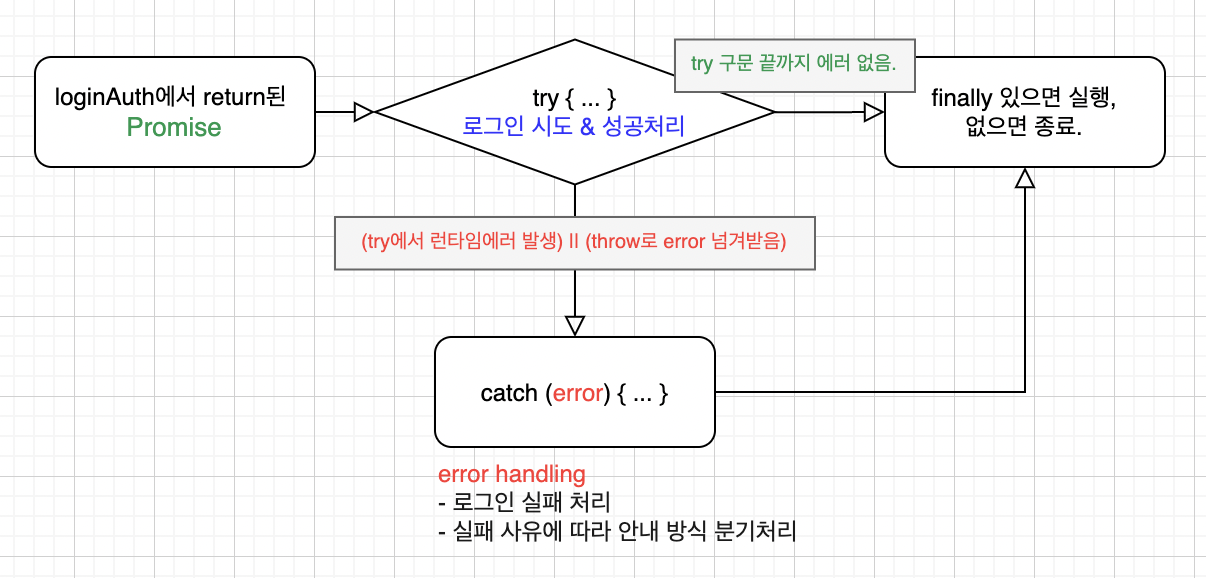 loginAuth에서 return된
Promise
try { ... }
로그인 시도 & 성공처리
try 구문 끝까지 에러 없음.
finally 있으면 실행,
없으면 종료.
(try에서 런타임에러 발생) || (throw로 error 넘겨받음)
catch (error) { ... }
error handling
- 로그인 실패 처리
- 실패 사유에 따라 안내 방식 분기처리